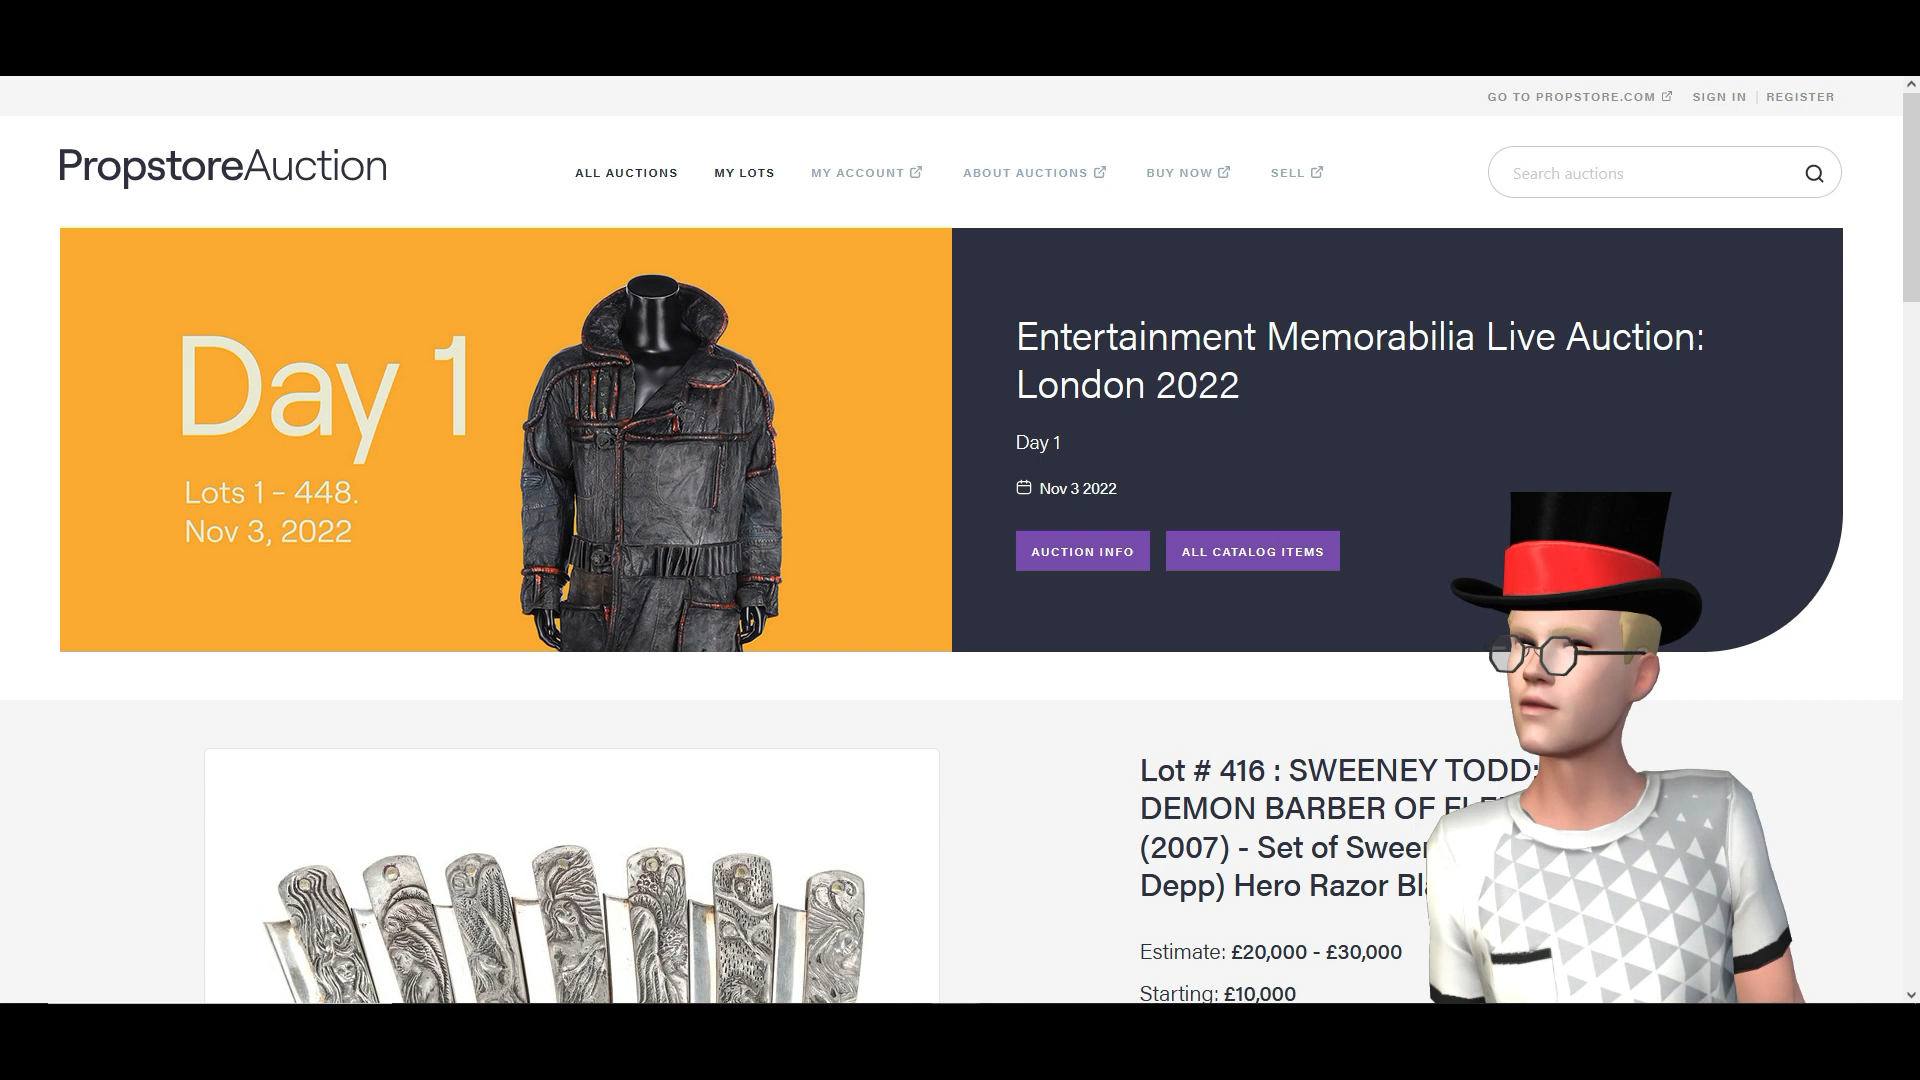 GO TO PROPSTORE.COM
SIGN IN | REGISTER
PropstoreAuction
ALL AUCTIONS
MY LOTS
MY ACCOUNT
ABOUT AUCTIONS
BUY NOW
SELL
Search auctions
Day 1
Lots 1 - 448.
Nov 3, 2022
Entertainment Memorabilia Live Auction:
London 2022
Day 1
Nov 3 2022
AUCTION INFO
ALL CATALOG ITEMS
Lot # 416 : SWEENEY TODD:
DEMON BARBER OF
(2007) - Set of
Depp) Hero Razor
Estimate: £20,000 - £30,000
Starting: £10,000